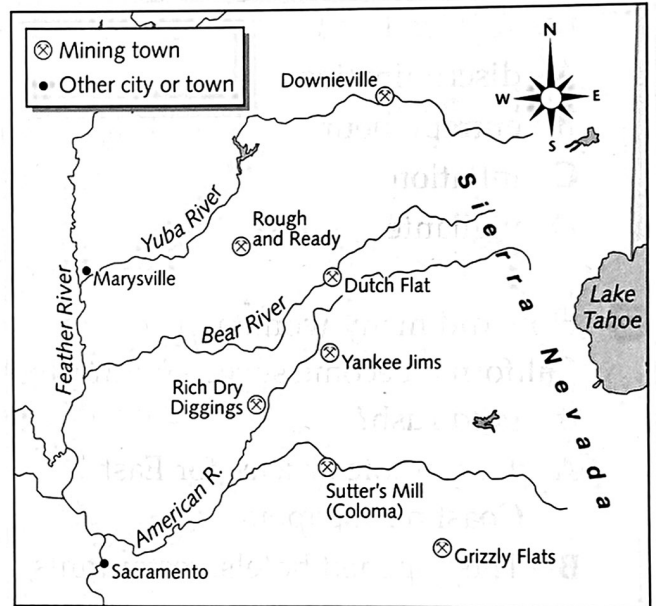 Mining town
Other city or town
N
W
E
S
Downieville
Sierra Nevada
Yuba River
Rough
and Ready
Marysville
Dutch Flat
Lake
Tahoe
Feather River
Bear River
Yankee Jims
Rich Dry
Diggings
American R.
Sutter's Mill
(Coloma)
Grizzly Flats
Sacramento